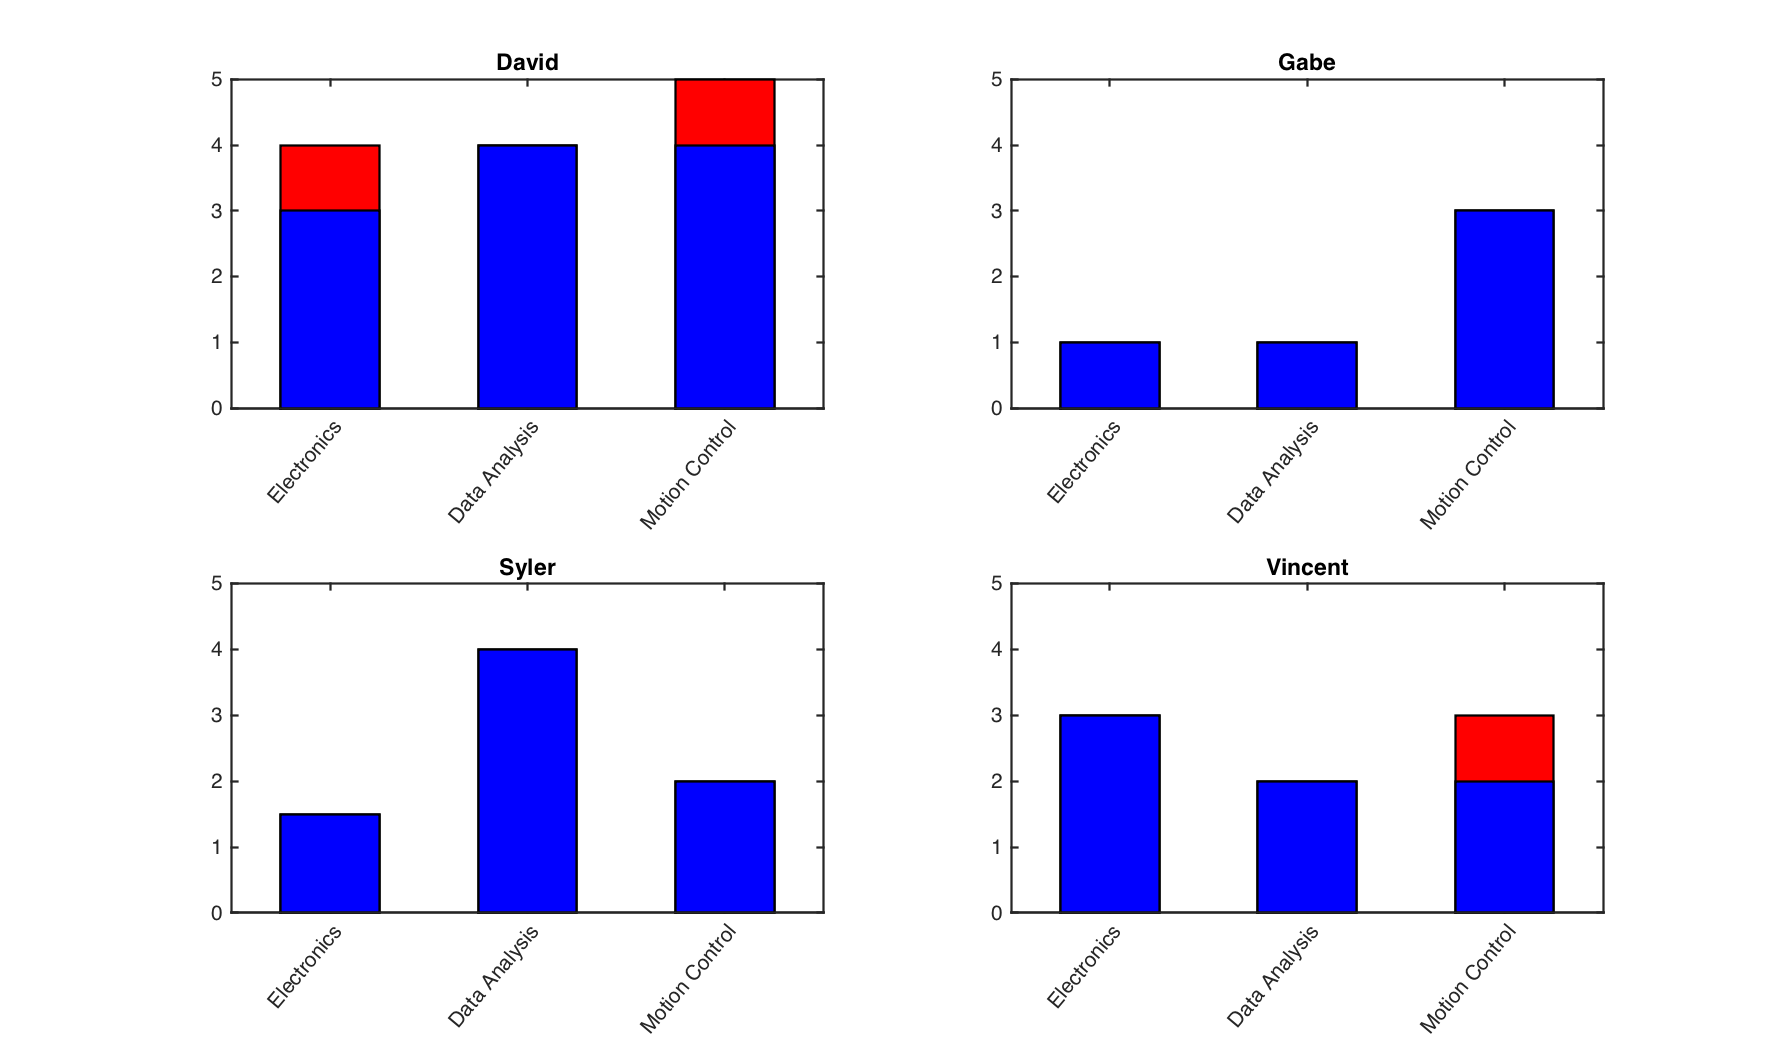 David
5
4
3
2
1
0
Electronics
Data Analysis
Motion Control
Gabe
5
4
3
2
1
0
Electronics
Data Analysis
Motion Control
Syler
5
4
3
2
1
0
Electronics
Data Analysis
Motion Control
Vincent
5
4
3
2
1
0
Electronics
Data Analysis
Motion Control